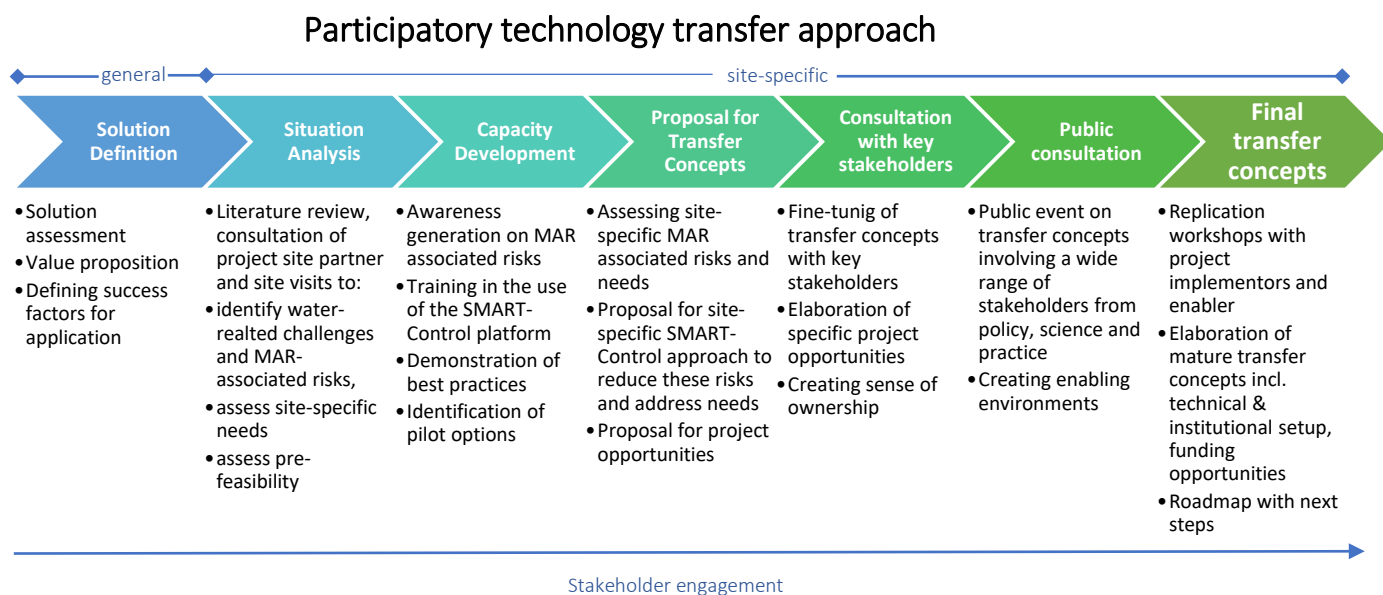 Participatory technology transfer approach
general
site-specific
Solution
Definition
Situation
Analysis
Capacity
Development
Proposal for
Transfer
Concepts
Consultation
with key
stakeholders
Public
consultation
Final
transfer
concepts
•Solution
assessment
•Value proposition
•Defining success
factors for
application
•Literature review,
consultation of
project site partner
and site visits to:
•identify water-
realted challenges
and MAR-
associated risks,
•assess site-specific
needs
•assess pre-
feasibility
•Awareness
generation on MAR
associated risks
•Training in the use
of the SMART-
Control platform
•Demonstration of
best practices
•Identification of
pilot options
•Assessing site-
specific MAR
associated risks and
needs
•Proposal for site-
specific SMART-
Control approach to
reduce these risks
and address needs
•Proposal for project
opportunities
•Fine-tunig of
transfer concepts
with key
stakeholders
•Elaboration of
specific project
opportunities
•Creating sense of
ownership
•Public event on
transfer concepts
involving a wide
range of
stakeholders from
policy, science and
practice
•Creating enabling
environments
•Replication
workshops with
project
implementors and
enabler
•Elaboration of
mature transfer
concepts incl.
technical &
institutional setup,
funding
opportunities
•Roadmap with next
steps
Stakeholder engagement